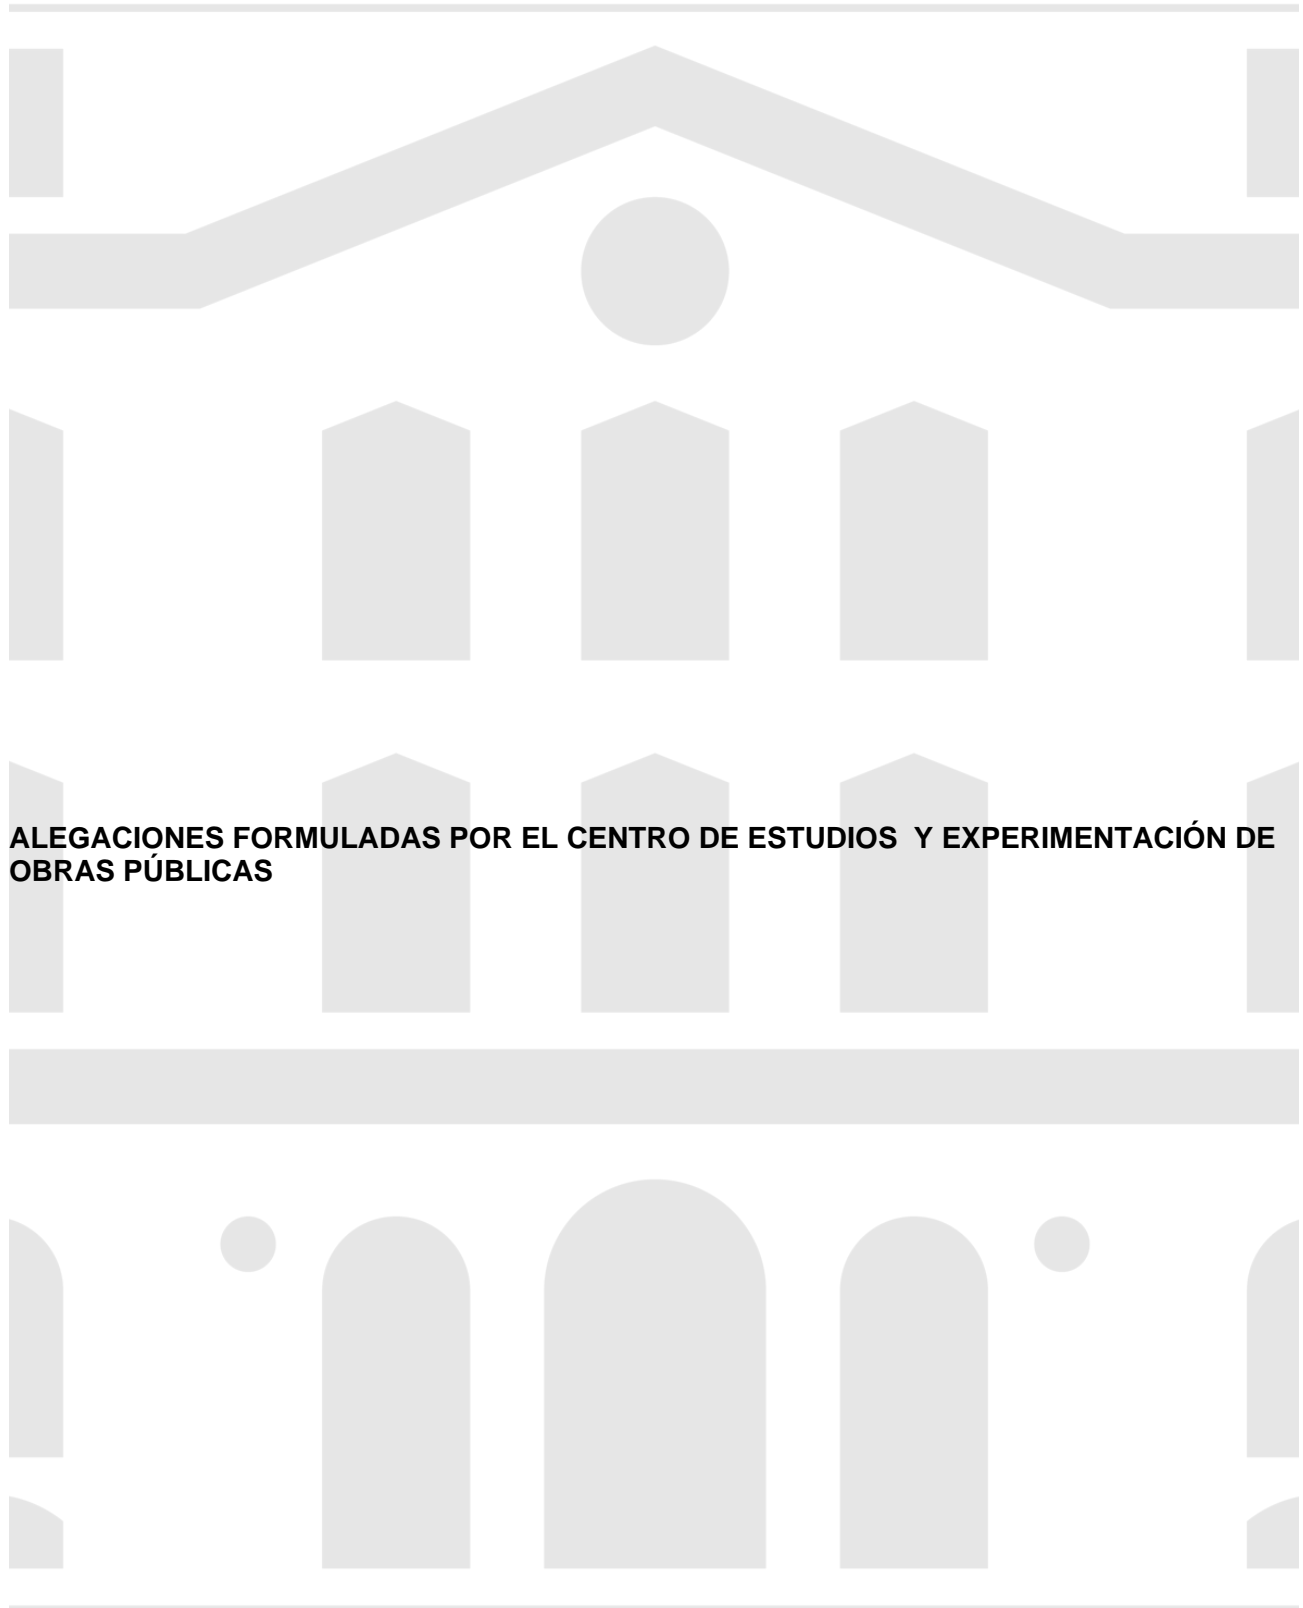 ALEGACIONES FORMULADAS POR EL CENTRO DE ESTUDIOS  Y EXPERIMENTACIÓN DE
OBRAS PÚBLICAS